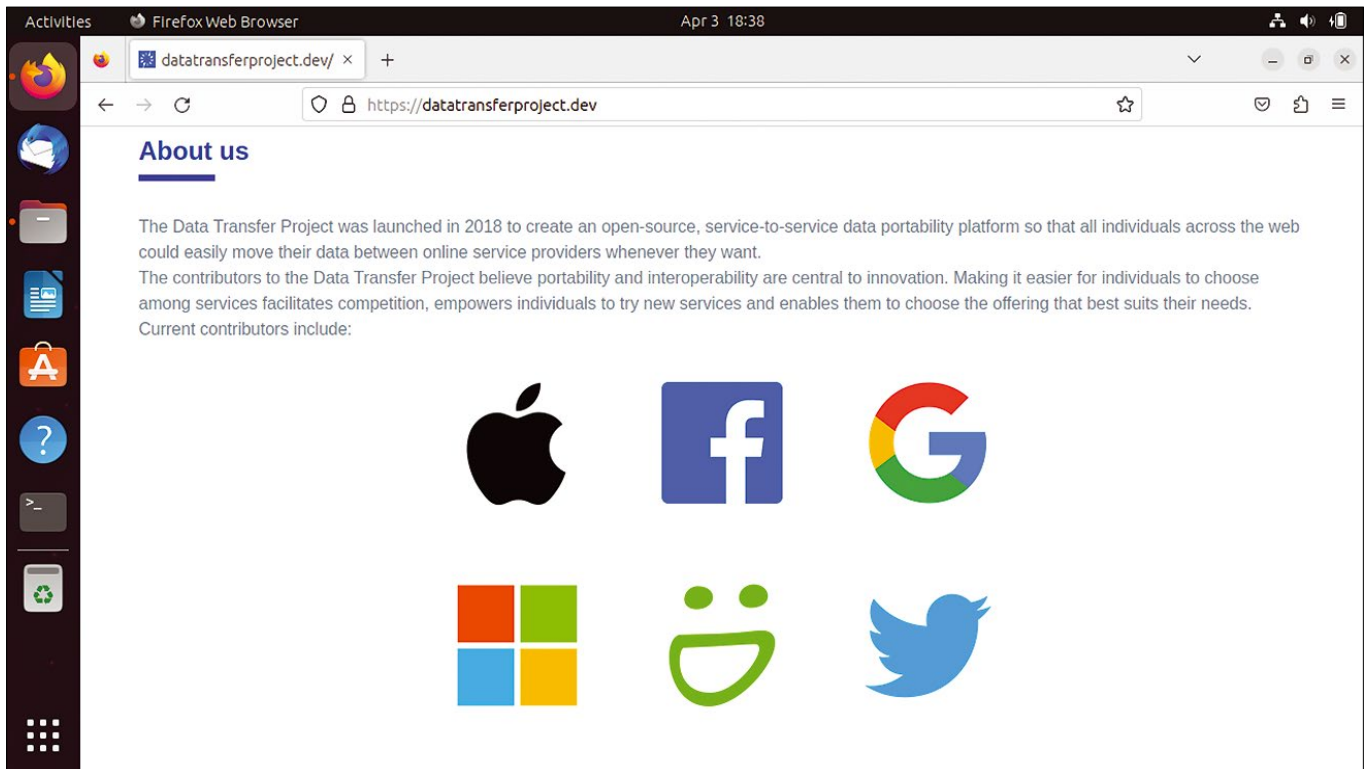 Activities Firefox Web Browser Apr 3 18:38
datatransferproject.dev/
https://datatransferproject.dev
About us
The Data Transfer Project was launched in 2018 to create an open-source, service-to-service data portability platform so that all individuals across the web
could easily move their data between online service providers whenever they want.
The contributors to the Data Transfer Project believe portability and interoperability are central to innovation. Making it easier for individuals to choose
among services facilitates competition, empowers individuals to try new services and enables them to choose the offering that best suits their needs.
Current contributors include: